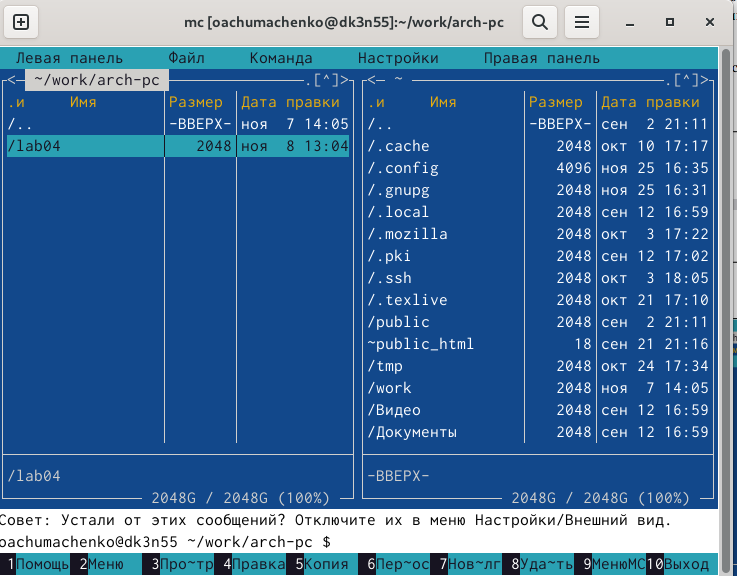 mc [oachumachenko@dk3n55]:~/work/arch-pc
Левая панель Файл Команда Настройки Правая панель
<─ ~/work/arch-pc .[^]>
.и Имя Размер Дата правки
/.. -ВВЕРХ- ноя 7 14:05
/lab04 2048 ноя 8 13:04
/lab04
2048G / 2048G (100%)
<─ ~ .[^]>
.и Имя Размер Дата правки
/.. -ВВЕРХ- сен 2 21:11
/.cache 2048 окт 10 17:17
/.config 4096 ноя 25 16:35
/.gnupg 2048 ноя 25 16:31
/.local 2048 сен 12 16:59
/.mozilla 2048 окт 3 17:22
/.pki 2048 сен 12 17:02
/.ssh 2048 окт 3 18:05
/.texlive 2048 окт 21 17:10
/public 2048 сен 2 21:11
~public_html 18 сен 21 21:16
/tmp 2048 окт 24 17:34
/work 2048 ноя 7 14:05
/Видео 2048 сен 12 16:59
/Документы 2048 сен 12 16:59
-ВВЕРХ-
2048G / 2048G (100%)
Совет: Устали от этих сообщений? Отключите их в меню Настройки/Внешний вид.
oachumachenko@dk3n55 ~/work/arch-pc $
1Помощь 2Меню 3Про~тр 4Правка 5Копия 6Пер~ос 7Нов~лг 8Уда~ть 9МенюМС 10Выход